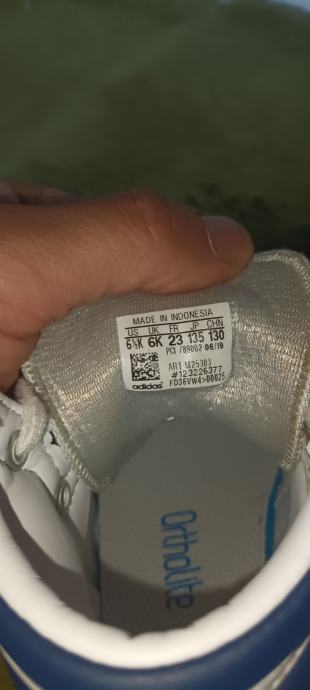 MADE IN INDONESIA
US UK FR JP CHN
6½K 6K 23 135 130
PCI 789002 06/19
ART M25303
#123226377
FD36VW4>00025
adidas
OrthoLite